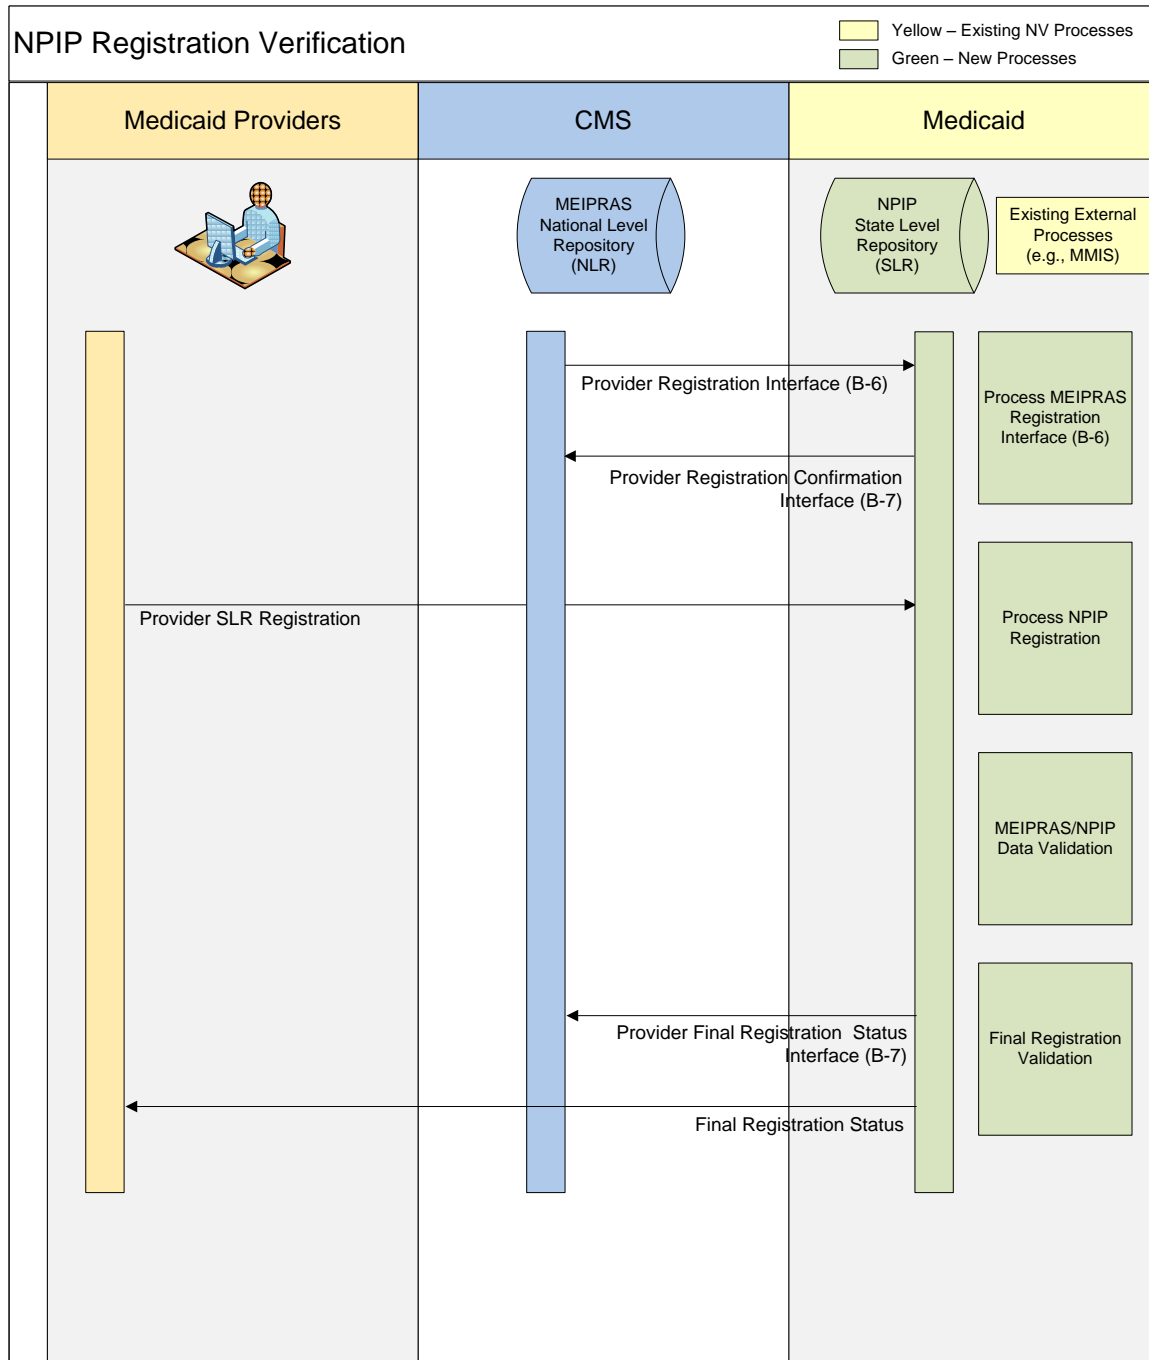 NPIP Registration Verification
Yellow – Existing NV Processes
Green – New Processes
Medicaid Providers
CMS
Medicaid
MEIPRAS
National Level
Repository
(NLR)
NPIP
State Level
Repository
(SLR)
Existing External
Processes
(e.g., MMIS)
Provider Registration Interface (B-6)
Process MEIPRAS
Registration
Interface (B-6)
Provider Registration Confirmation
Interface (B-7)
Provider SLR Registration
Process NPIP
Registration
MEIPRAS/NPIP
Data Validation
Provider Final Registration  Status
Interface (B-7)
Final Registration
Validation
Final Registration Status